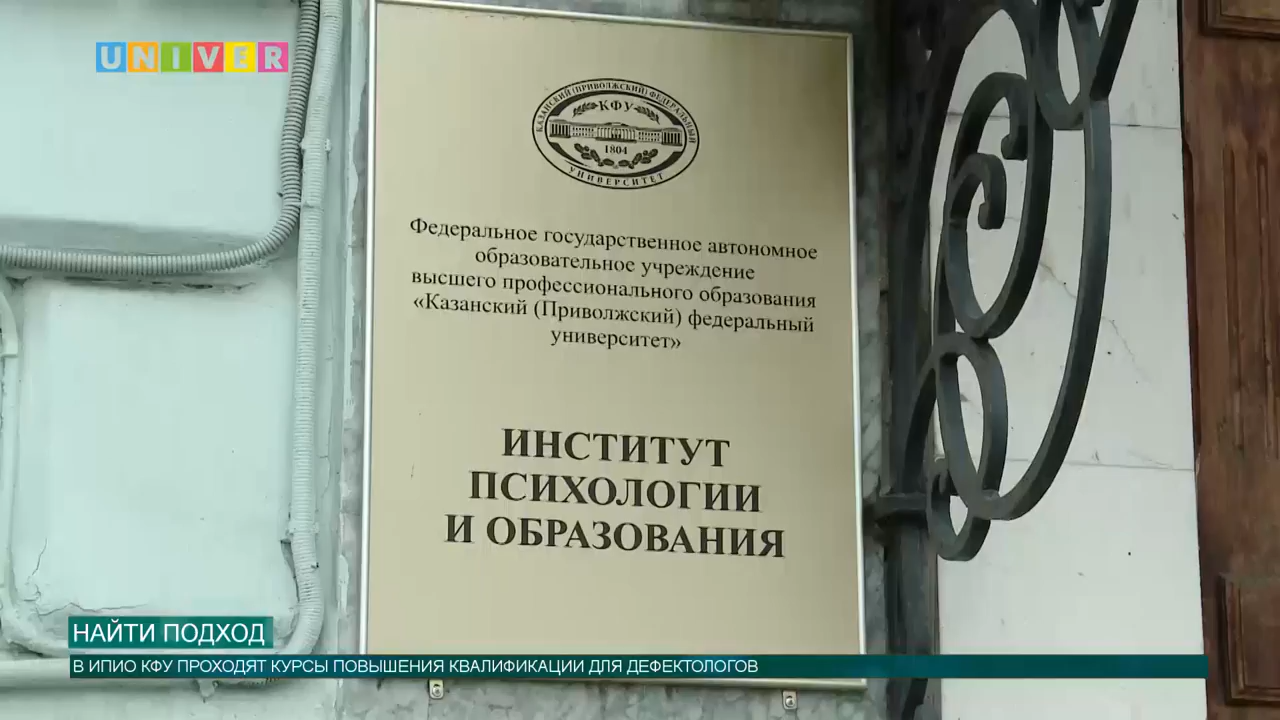 UNIVER
КАЗАНСКИЙ (ПРИВОЛЖСКИЙ) ФЕДЕРАЛЬНЫЙ
КФУ
1804
УНИВЕРСИТЕТ
Федеральное государственное автономное
образовательное учреждение
высшего профессионального образования
«Казанский (Приволжский) федеральный
университет»
ИНСТИТУТ
ПСИХОЛОГИИ
И ОБРАЗОВАНИЯ
НАЙТИ ПОДХОД
В ИПИО КФУ ПРОХОДЯТ КУРСЫ ПОВЫШЕНИЯ КВАЛИФИКАЦИИ ДЛЯ ДЕФЕКТОЛОГОВ